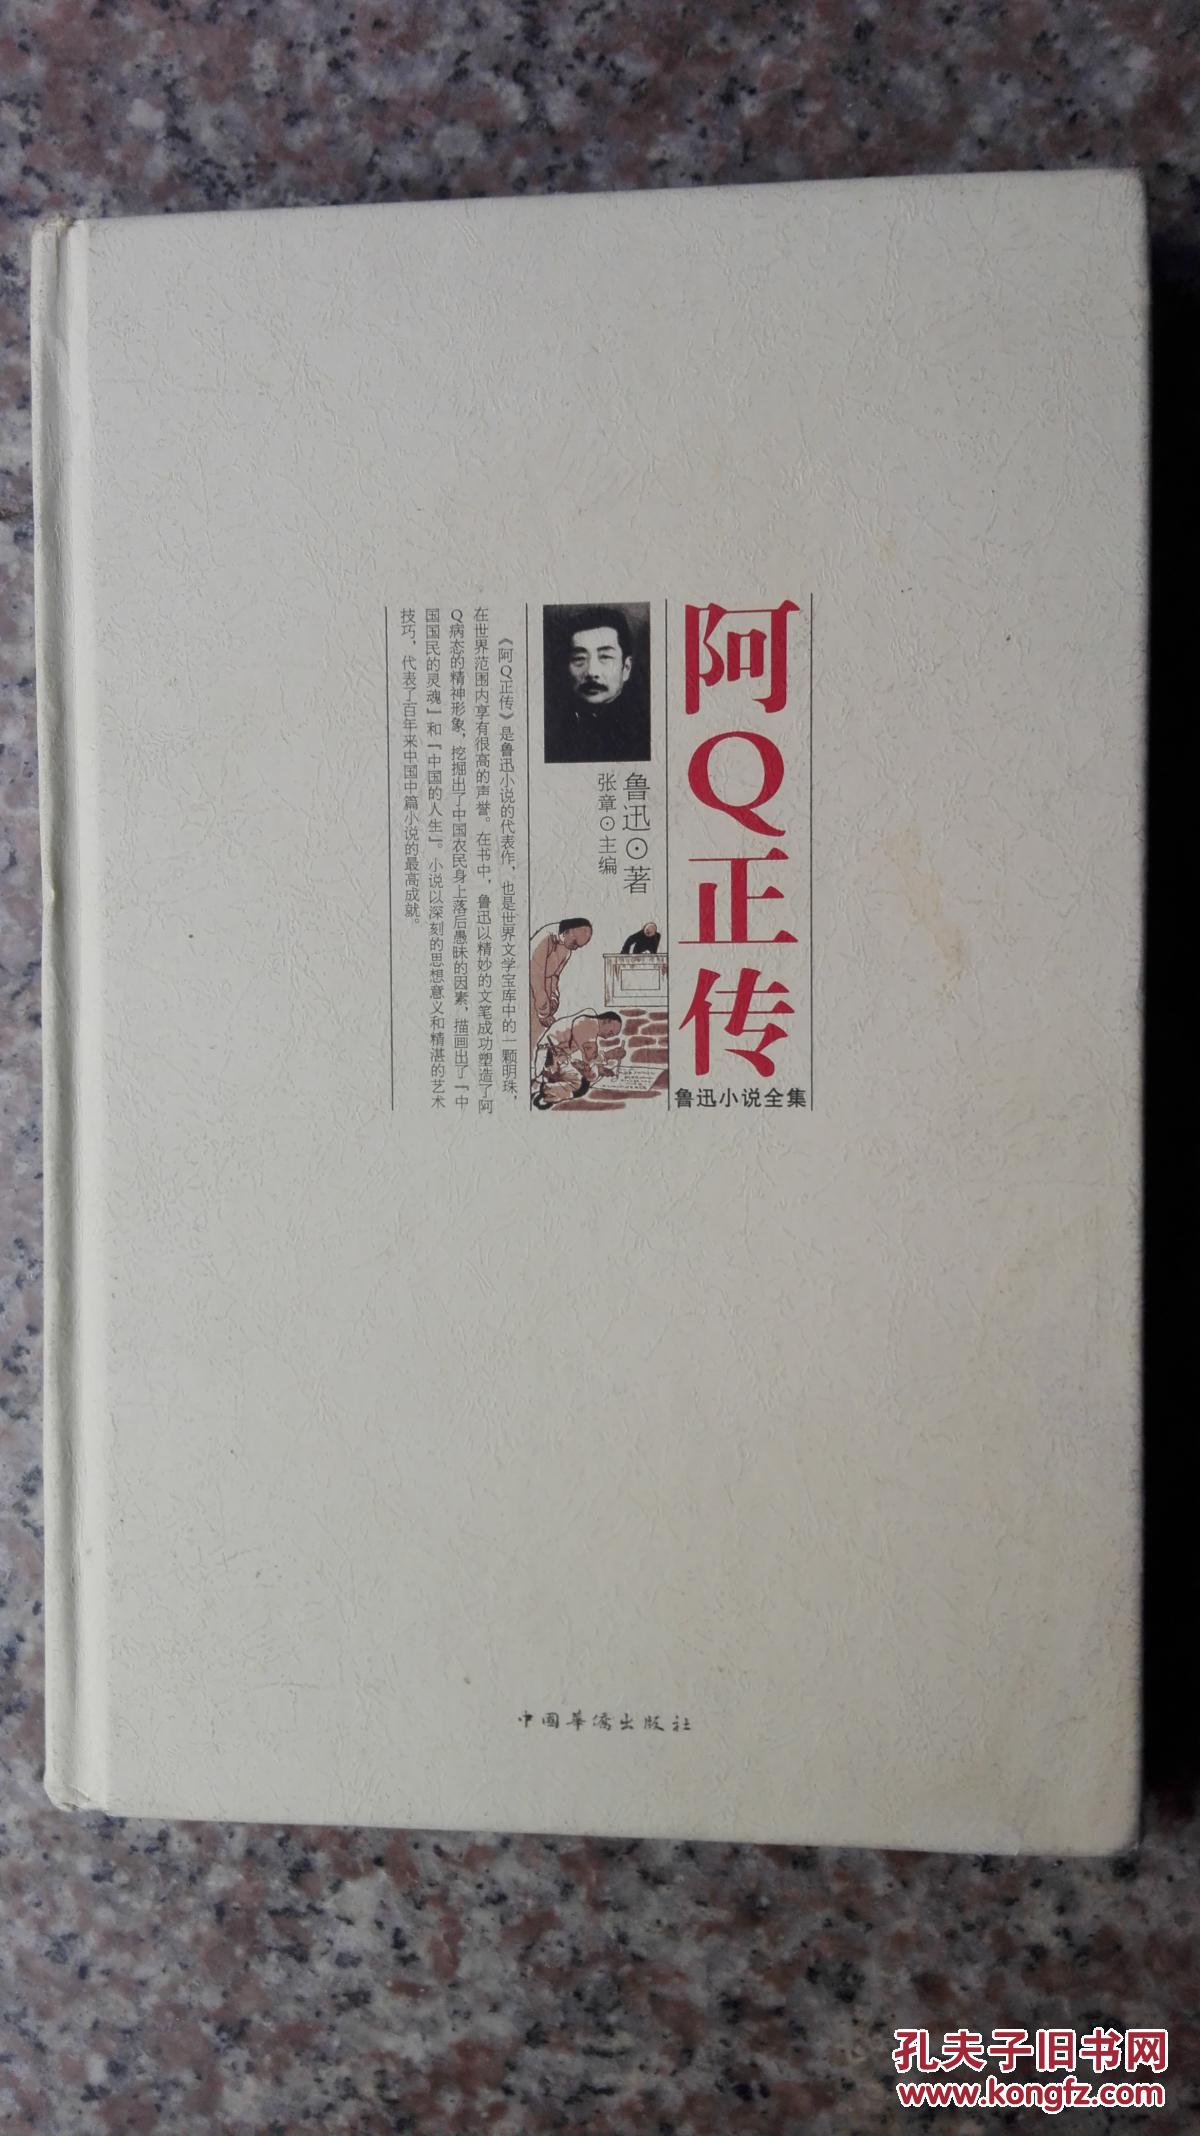 阿Q正传
鲁迅小说全集
鲁迅⊙著
张章⊙主编
《阿Q正传》是鲁迅小说的代表作，也是世界文学宝库中的一颗明珠，
在世界范围内享有很高的声誉。在书中，鲁迅以精妙的文笔成功塑造了阿
Q病态的精神形象，挖掘出了中国农民身上落后愚昧的因素，描画出了「中
国国民的灵魂」和「中国的人生」。小说以深刻的思想意义和精湛的艺术
技巧，代表了百年来中国中篇小说的最高成就。
中国华侨出版社
孔夫子旧书网
www.kongfz.com